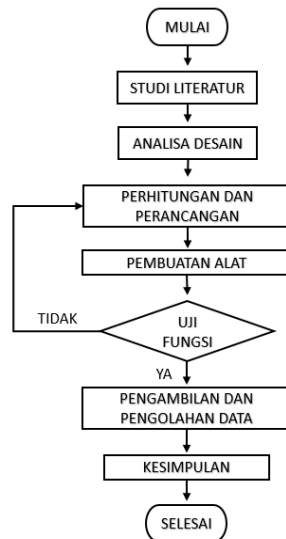 MULAI
STUDI LITERATUR
ANALISA DESAIN
PERHITUNGAN DAN
PERANCANGAN
PEMBUATAN ALAT
TIDAK
UJI
FUNGSI
YA
PENGAMBILAN DAN
PENGOLAHAN DATA
KESIMPULAN
SELESAI